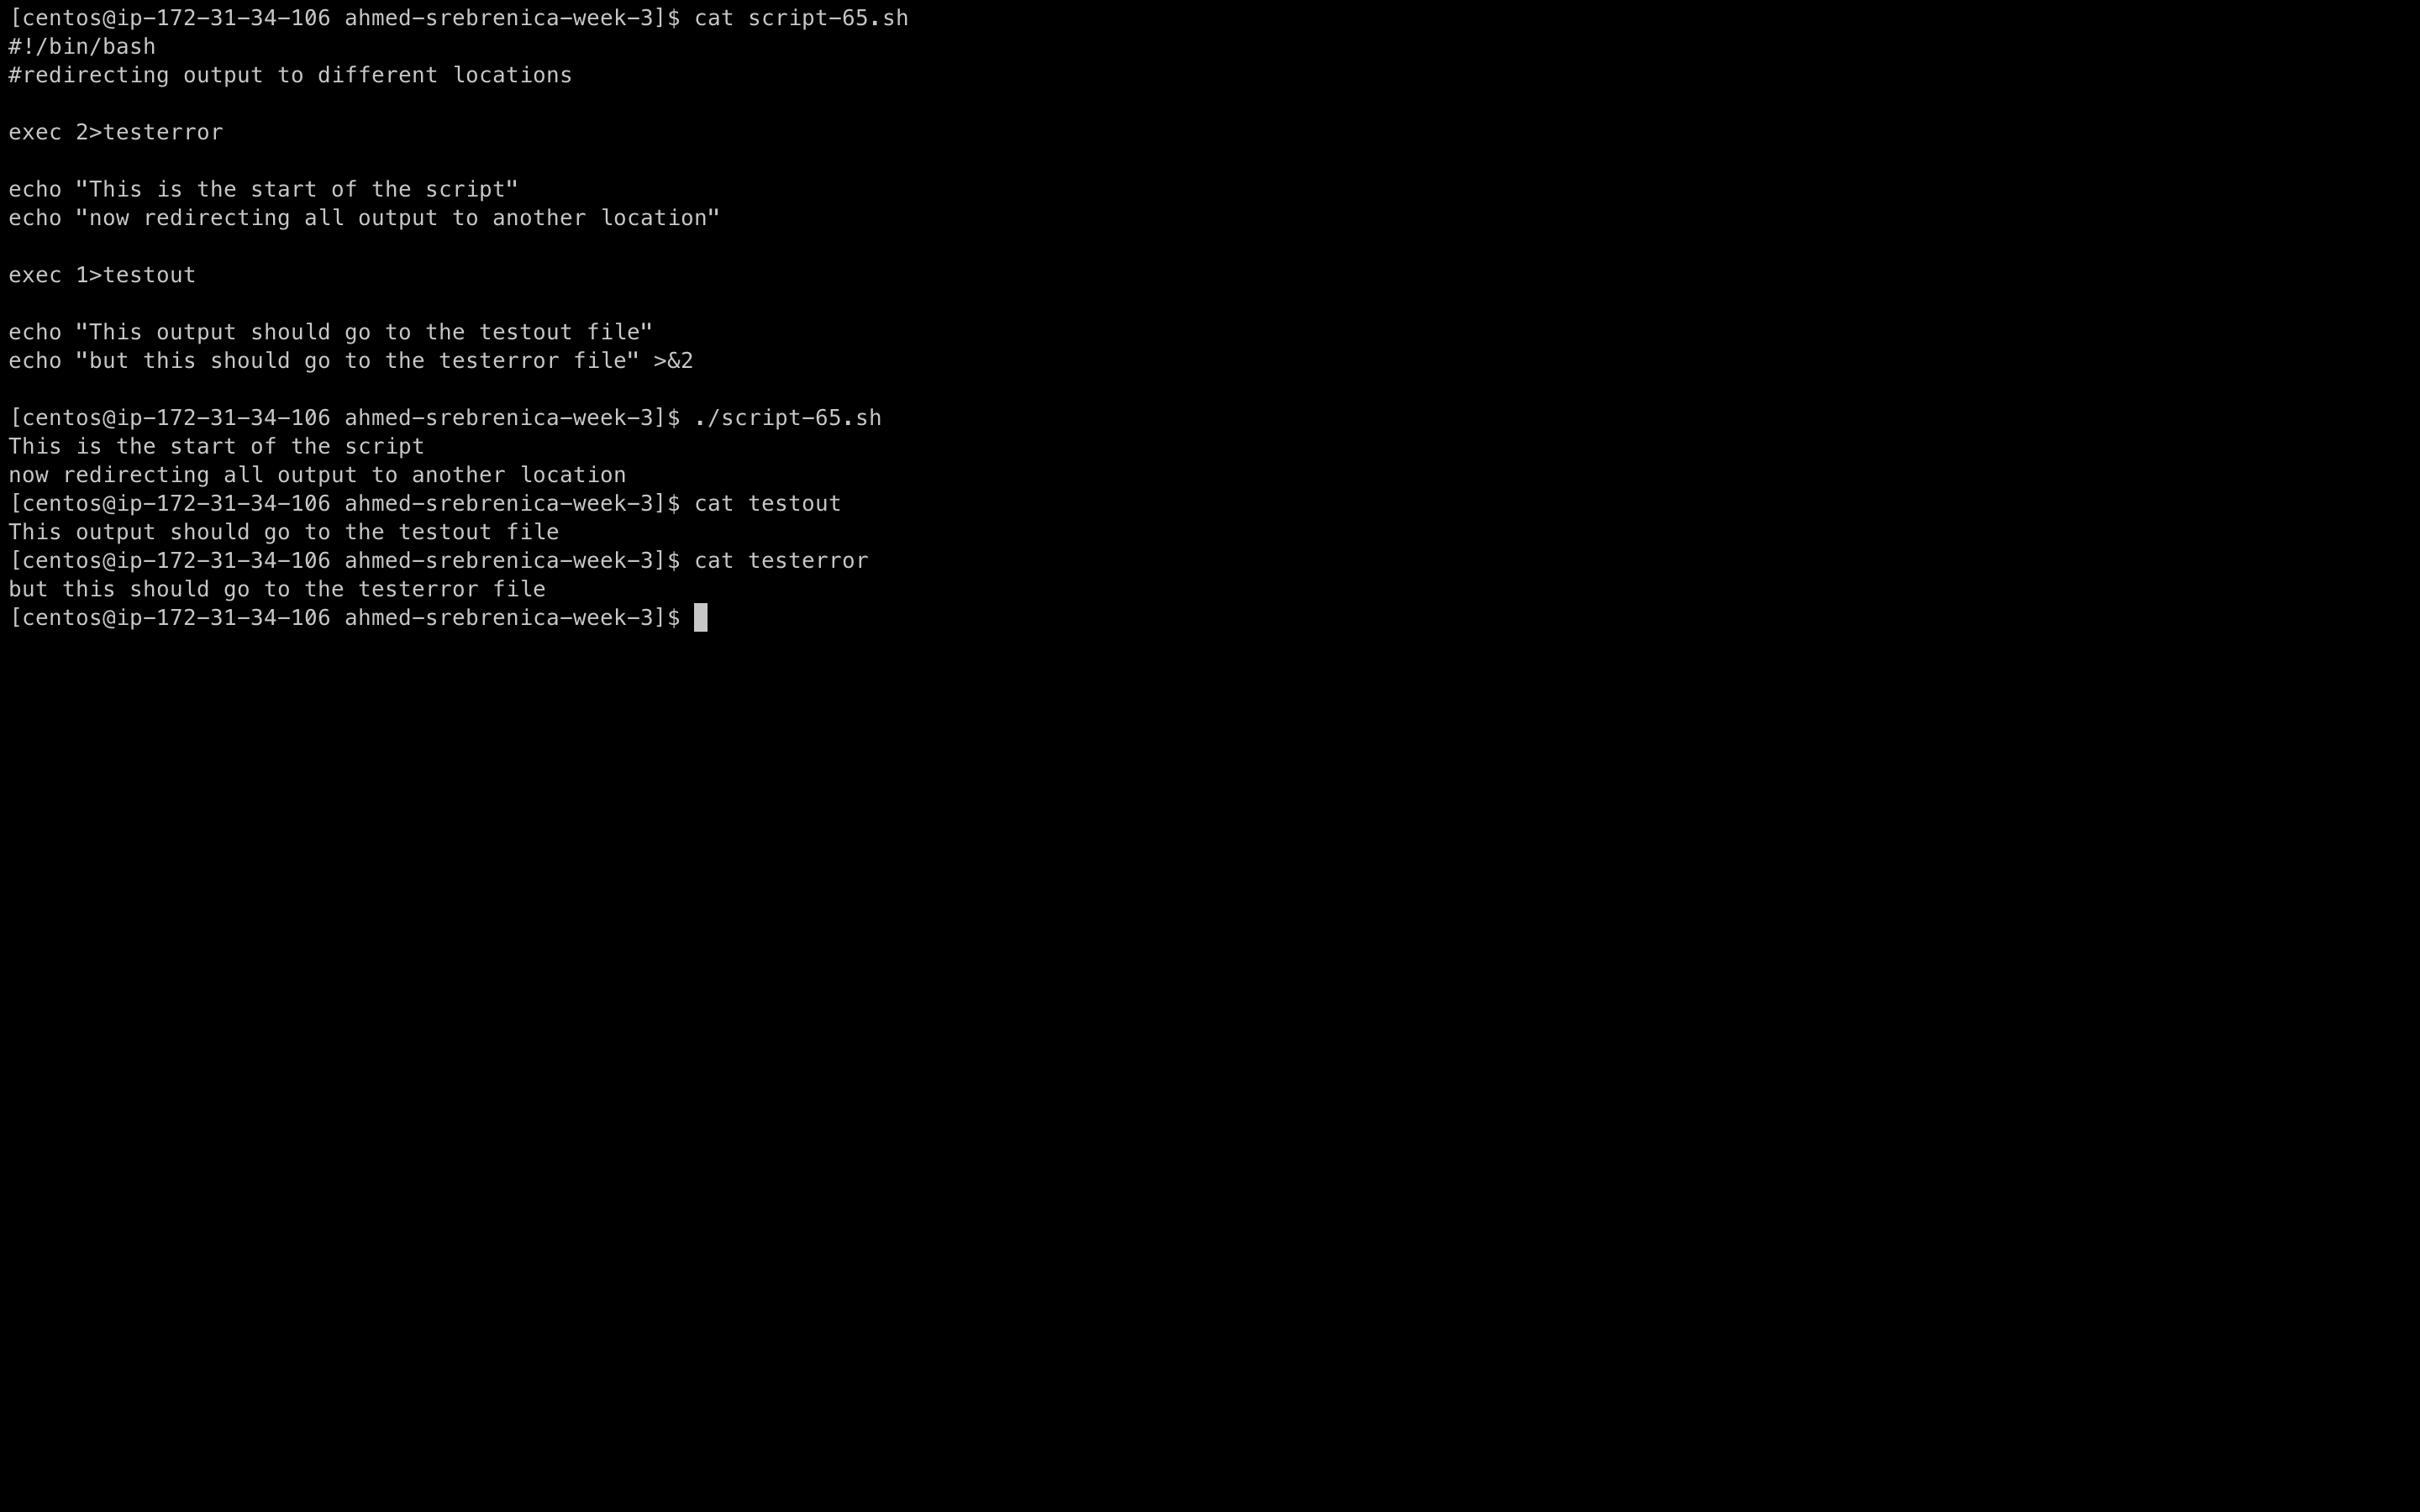 [centos@ip-172-31-34-106 ahmed-srebrenica-week-3]$ cat script-65.sh
#!/bin/bash
#redirecting output to different locations
exec 2>testerror
echo "This is the start of the script"
echo "now redirecting all output to another location"
exec 1>testout
echo "This output should go to the testout file"
echo "but this should go to the testerror file" >&2
[centos@ip-172-31-34-106 ahmed-srebrenica-week-3]$ ./script-65.sh
This is the start of the script
now redirecting all output to another location
[centos@ip-172-31-34-106 ahmed-srebrenica-week-3]$ cat testout
This output should go to the testout file
[centos@ip-172-31-34-106 ahmed-srebrenica-week-3]$ cat testerror
but this should go to the testerror file
[centos@ip-172-31-34-106 ahmed-srebrenica-week-3]$